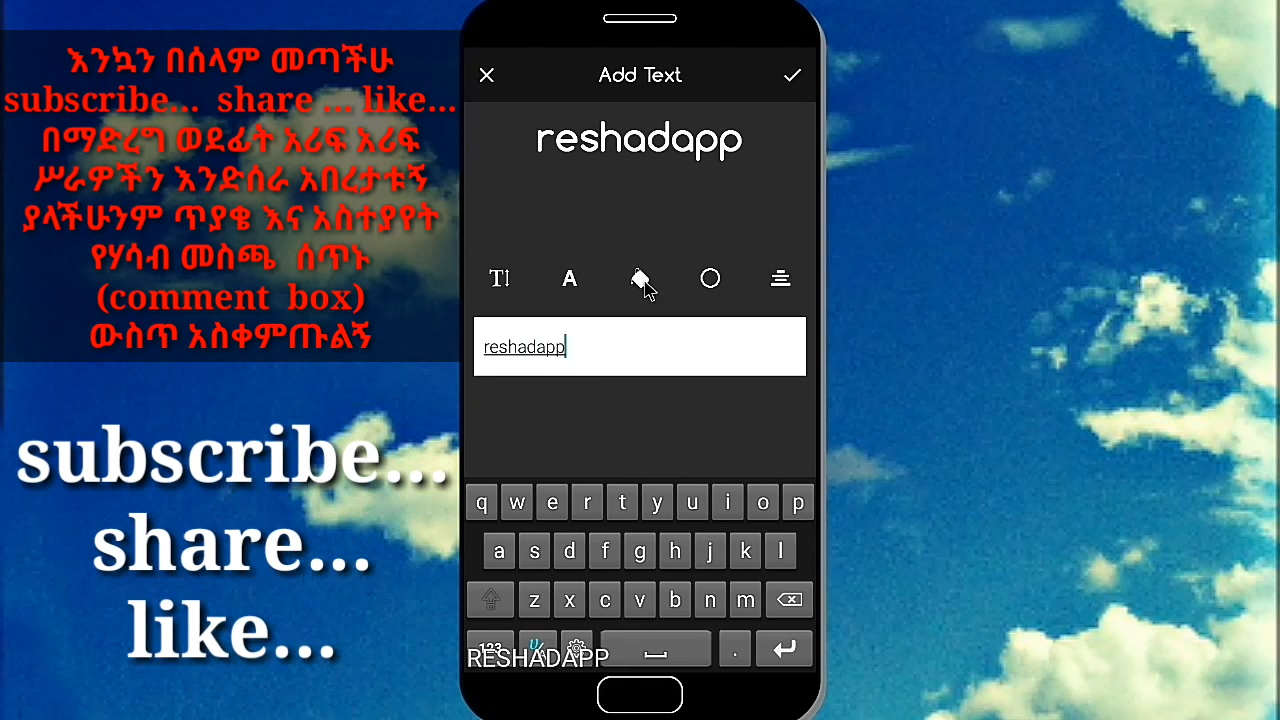 እንኳን በሰላም መጣችሁ
subscribe... share ... like...
በማድረግ ወደፊት አሪፍ አሪፍ
ሥራዎችን እንድሰራ አበረታቱኝ
ያላችሁንም ጥያቄ እና አስተያየት
የሃሳብ መስጫ ሰጥኑ
(comment box)
ውስጥ አስቀምጡልኝ
subscribe...
share...
like...
Add Text
reshadapp
T A
reshadapp
q w e r t y u i o p
a s d f g h j k l
z x c v b n m
123 .
RESHADAPP